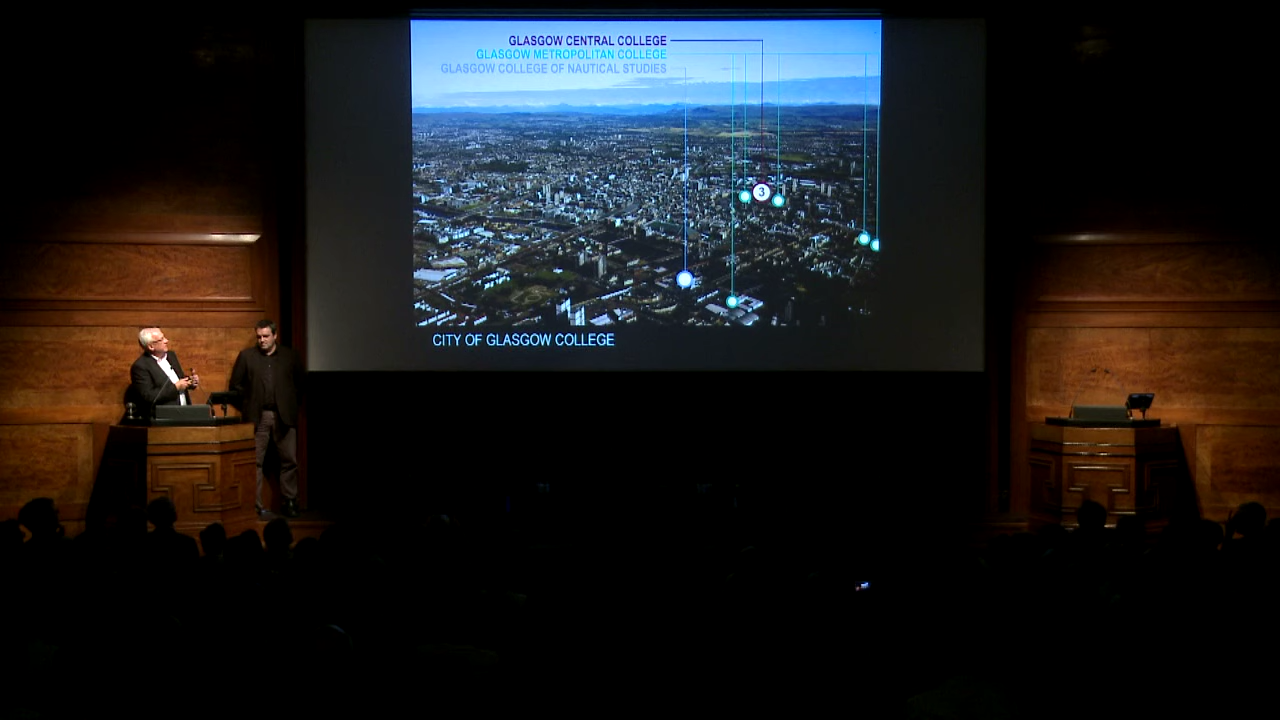 GLASGOW CENTRAL COLLEGE
GLASGOW METROPOLITAN COLLEGE
GLASGOW COLLEGE OF NAUTICAL STUDIES
3
CITY OF GLASGOW COLLEGE